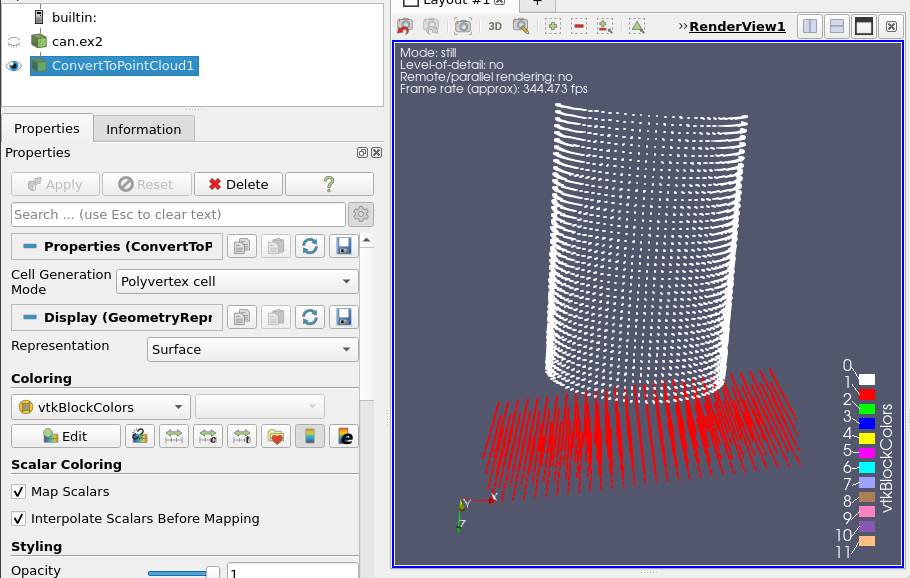 builtin:
can.ex2
ConvertToPointCloud1
Properties
Information
Properties
Apply
Reset
Delete
?
Search ... (use Esc to clear text)
Properties (ConvertToP
Cell Generation
Mode
Polyvertex cell
Display (GeometryRepr
Representation
Surface
Coloring
vtkBlockColors
Edit
Scalar Coloring
Map Scalars
Interpolate Scalars Before Mapping
Styling
Opacity
1
Layout #1
+
3D
»RenderView1
Mode: still
Level-of-detail: no
Remote/parallel rendering: no
Frame rate (approx): 344.473 fps
X
Y
Z
0
1
2
3
4
5
6
7
8
9
10
11
vtkBlockColors